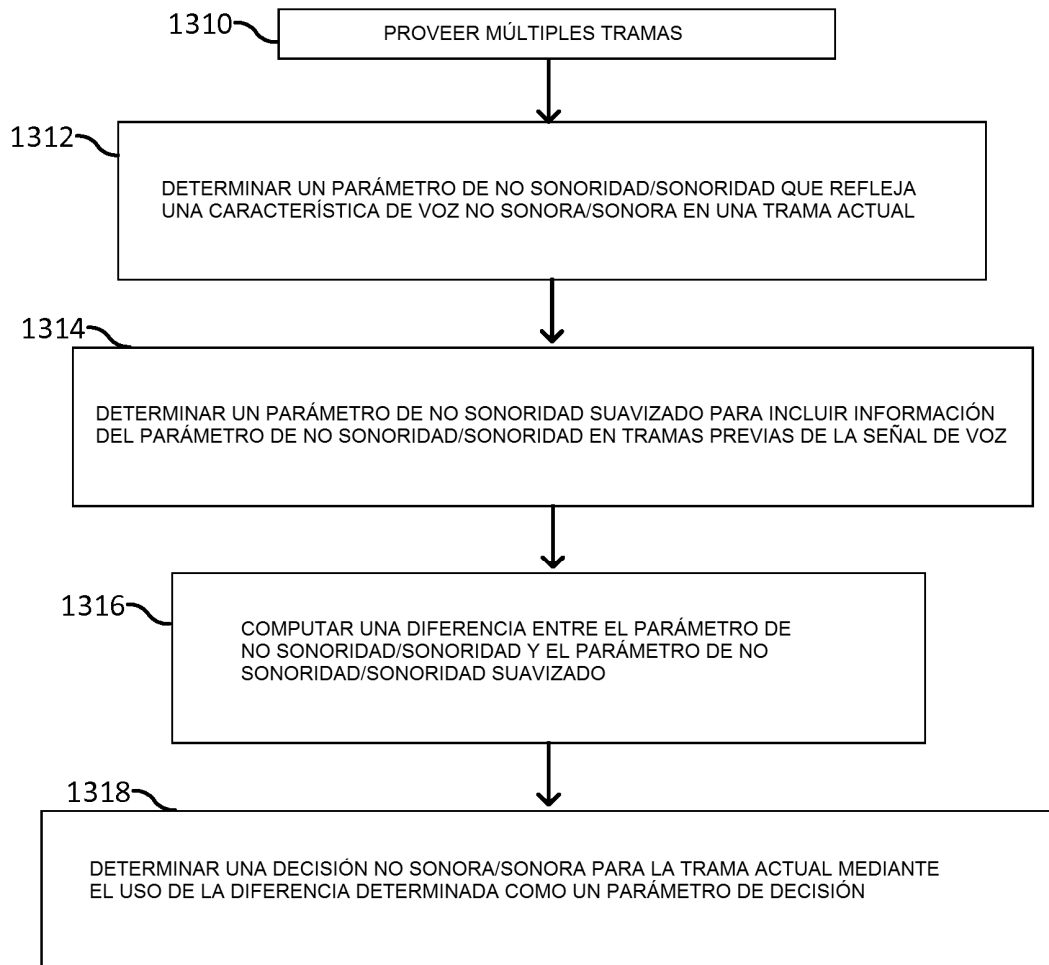 1310
PROVEER MÚLTIPLES TRAMAS
1312
DETERMINAR UN PARÁMETRO DE NO SONORIDAD/SONORIDAD QUE REFLEJA
UNA CARACTERÍSTICA DE VOZ NO SONORA/SONORA EN UNA TRAMA ACTUAL
1314
DETERMINAR UN PARÁMETRO DE NO SONORIDAD SUAVIZADO PARA INCLUIR INFORMACIÓN
DEL PARÁMETRO DE NO SONORIDAD/SONORIDAD EN TRAMAS PREVIAS DE LA SEÑAL DE VOZ
1316
COMPUTAR UNA DIFERENCIA ENTRE EL PARÁMETRO DE
NO SONORIDAD/SONORIDAD Y EL PARÁMETRO DE NO
SONORIDAD/SONORIDAD SUAVIZADO
1318
DETERMINAR UNA DECISIÓN NO SONORA/SONORA PARA LA TRAMA ACTUAL MEDIANTE
EL USO DE LA DIFERENCIA DETERMINADA COMO UN PARÁMETRO DE DECISIÓN